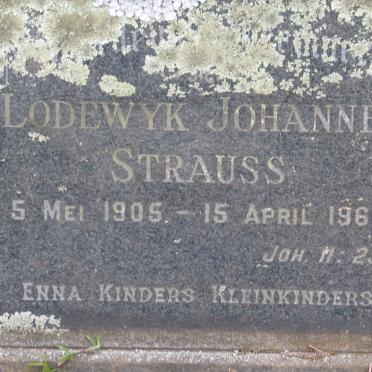 LODEWYK JOHANNE
STRAUSS
5 MEI 1905 - 15 APRIL 196
JOH. 11: 2
ENNA KINDERS KLEINKINDERS